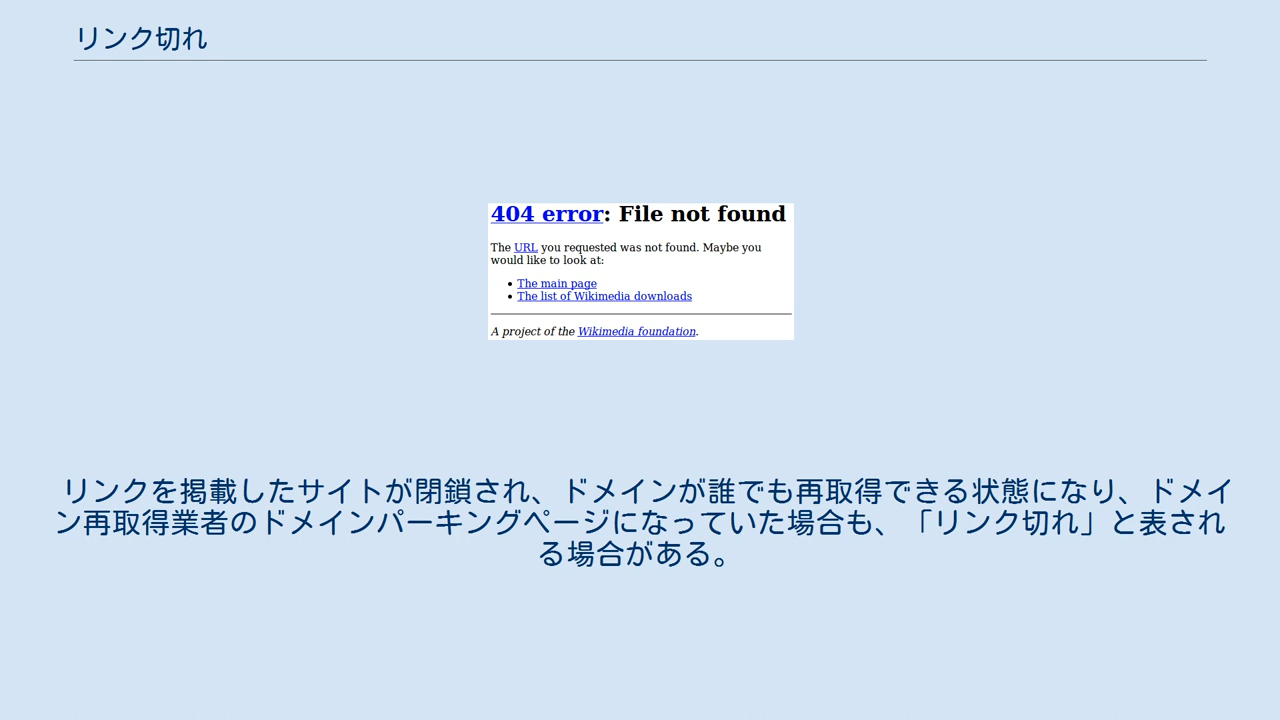 リンク切れ
404 error: File not found
The URL you requested was not found. Maybe you
would like to look at:
• The main page
• The list of Wikimedia downloads
A project of the Wikimedia foundation.
リンクを掲載したサイトが閉鎖され、ドメインが誰でも再取得できる状態になり、ドメイ
ン再取得業者のドメインパーキングページになっていた場合も、「リンク切れ」と表され
る場合がある。